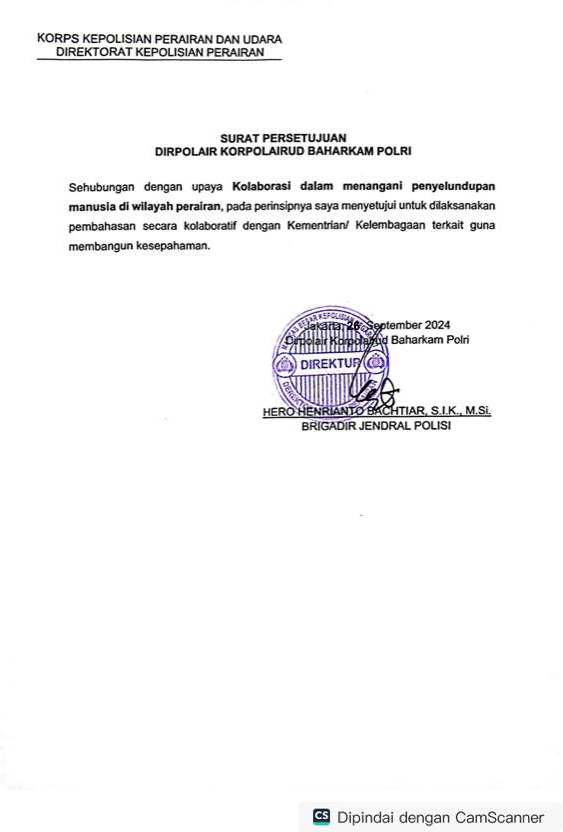 KORPS KEPOLISIAN PERAIRAN DAN UDARA
DIREKTORAT KEPOLISIAN PERAIRAN
SURAT PERSETUJUAN
DIRPOLAIR KORPOLAIRUD BAHARKAM POLRI
Sehubungan dengan upaya Kolaborasi dalam menangani penyelundupan
manusia di wilayah perairan, pada perinsipnya saya menyetujui untuk dilaksanakan
pembahasan secara kolaboratif dengan Kementrian/ Kelembagaan terkait guna
membangun kesepahaman.
Jakarta, 26 September 2024
Dirpolair Korpolairud Baharkam Polri
DIREKTUR
HERO HENRIANTO BACHTIAR, S.I.K., M.Si.
BRIGADIR JENDRAL POLISI
CS Dipindai dengan CamScanner